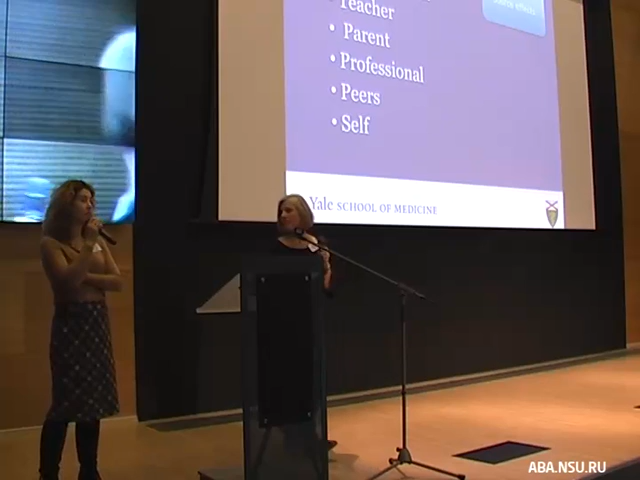 Teacher
• Parent
• Professional
• Peers
• Self
Yale SCHOOL OF MEDICINE
ABA.NSU.RU